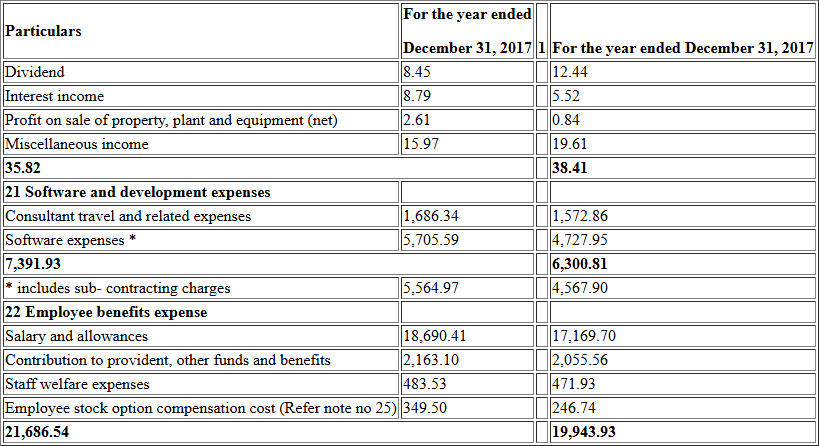 Particulars For the year ended December 31, 2017 1 For the year ended December 31, 2017
Dividend 8.45 12.44
Interest income 8.79 5.52
Profit on sale of property, plant and equipment (net) 2.61 0.84
Miscellaneous income 15.97 19.61
35.82 38.41
21 Software and development expenses
Consultant travel and related expenses 1,686.34 1,572.86
Software expenses * 5,705.59 4,727.95
7,391.93 6,300.81
* includes sub- contracting charges 5,564.97 4,567.90
22 Employee benefits expense
Salary and allowances 18,690.41 17,169.70
Contribution to provident, other funds and benefits 2,163.10 2,055.56
Staff welfare expenses 483.53 471.93
Employee stock option compensation cost (Refer note no 25) 349.50 246.74
21,686.54 19,943.93